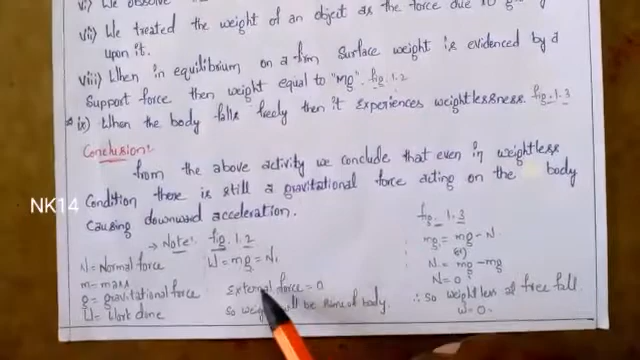 vii) We treated the weight of an object as the force due to
upon it.
viii) When in equilibrium on a firm surface weight is evidenced by a
support force then weight equal to "mg". fig.1.2
ix) When the body falls freely then it experiences weightlessness. fig-1.3
Conclusion:
from the above activity we conclude that even in weightless
Condition there is still a gravitational force acting on the body
causing downward acceleration.
NK14
→ Note: fig.1.2
N = Normal force
m = mass
g = gravitational force
W = Work done
W = mg = N,
External force = 0
So will be of body.
fig_1.3
mg = mg - N
N = mg - mg
N = 0
∴ So weightless at free fall.
W = 0